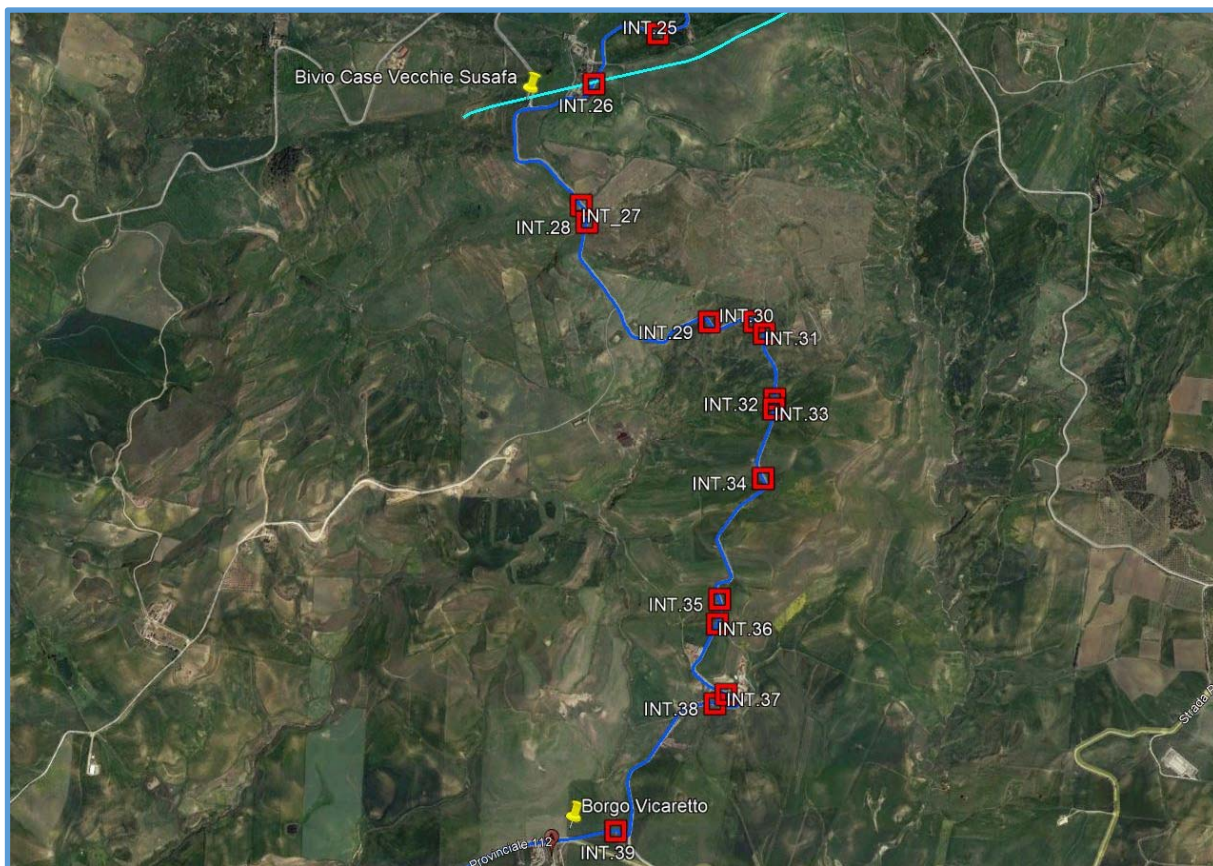 INT.25
Bivio Case Vecchie Susafa
INT.26
INT_27
INT.28
INT.30
INT.29
INT.31
INT.32
INT.33
INT.34
INT.35
INT.36
INT.37
INT.38
Borgo Vicaretto
Provinciale 112
INT.39
Strada